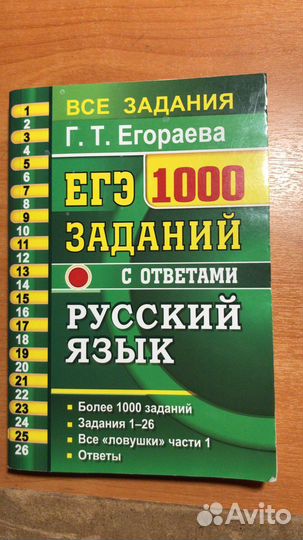 ВСЕ ЗАДАНИЯ
Г. Т. Егораева
ЕГЭ 1000
ЗАДАНИЙ
С ОТВЕТАМИ
РУССКИЙ
ЯЗЫК
Более 1000 заданий
Задания 1–26
Все «ловушки» части 1
Ответы
1
2
3
4
5
6
7
8
9
10
11
12
13
14
15
16
17
18
19
20
21
22
23
24
25
26
Avito